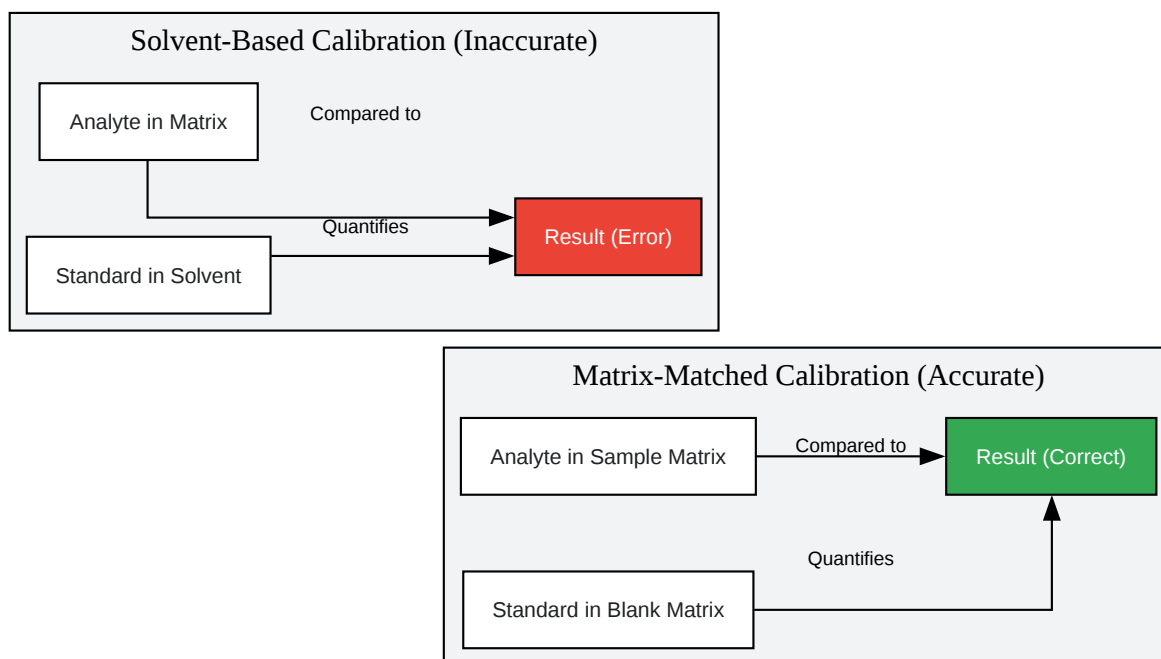 Solvent-Based Calibration (Inaccurate)
Analyte in Matrix
Compared to
Quantifies
Result (Error)
Standard in Solvent
Matrix-Matched Calibration (Accurate)
Analyte in Sample Matrix
Compared to
Result (Correct)
Quantifies
Standard in Blank Matrix